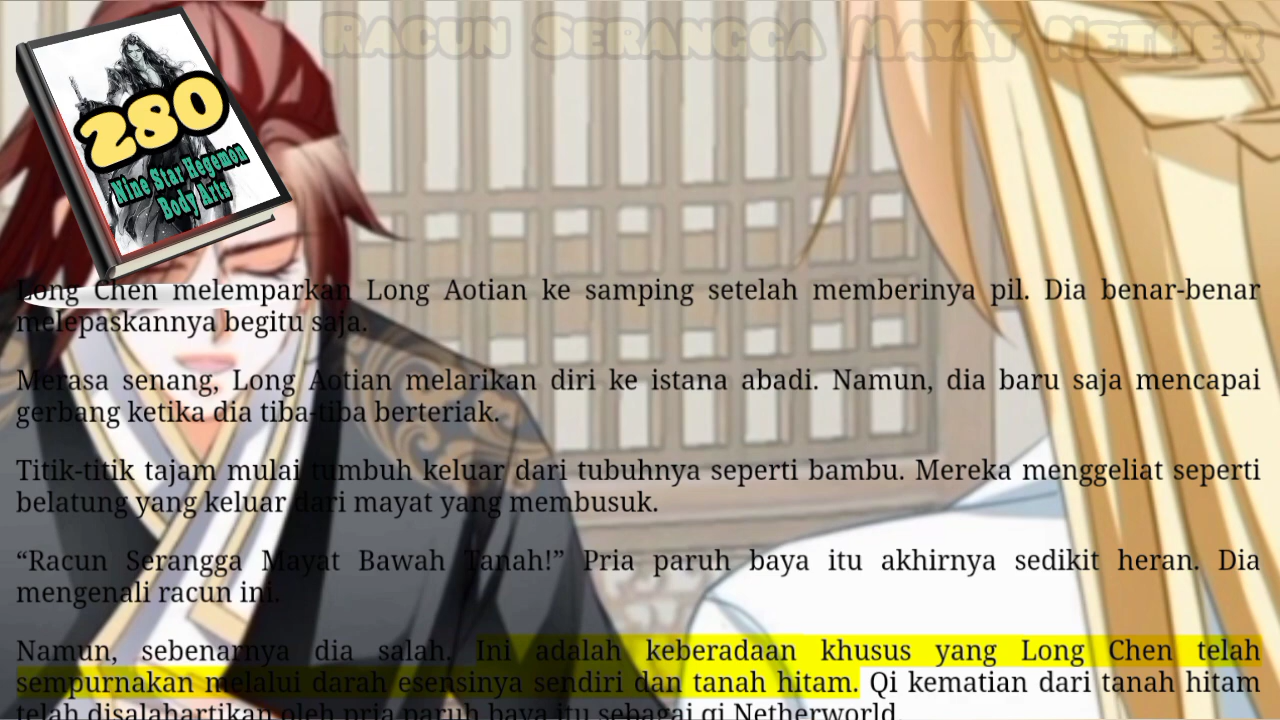 Racun Serangga Mayat Nether
280
Nine Star Hegemon
Body Arts
Long Chen melemparkan Long Aotian ke samping setelah memberinya pil. Dia benar-benar
melepaskannya begitu saja.
Merasa senang, Long Aotian melarikan diri ke istana abadi. Namun, dia baru saja mencapai
gerbang ketika dia tiba-tiba berteriak.
Titik-titik tajam mulai tumbuh keluar dari tubuhnya seperti bambu. Mereka menggeliat seperti
belatung yang keluar dari mayat yang membusuk.
“Racun Serangga Mayat Bawah Tanah!” Pria paruh baya itu akhirnya sedikit heran. Dia
mengenali racun ini.
Namun, sebenarnya dia salah. Ini adalah keberadaan khusus yang Long Chen telah
sempurnakan melalui darah esensinya sendiri dan tanah hitam. Qi kematian dari tanah hitam
telah disalahartikan oleh pria paruh baya itu sebagai qi Netherworld.